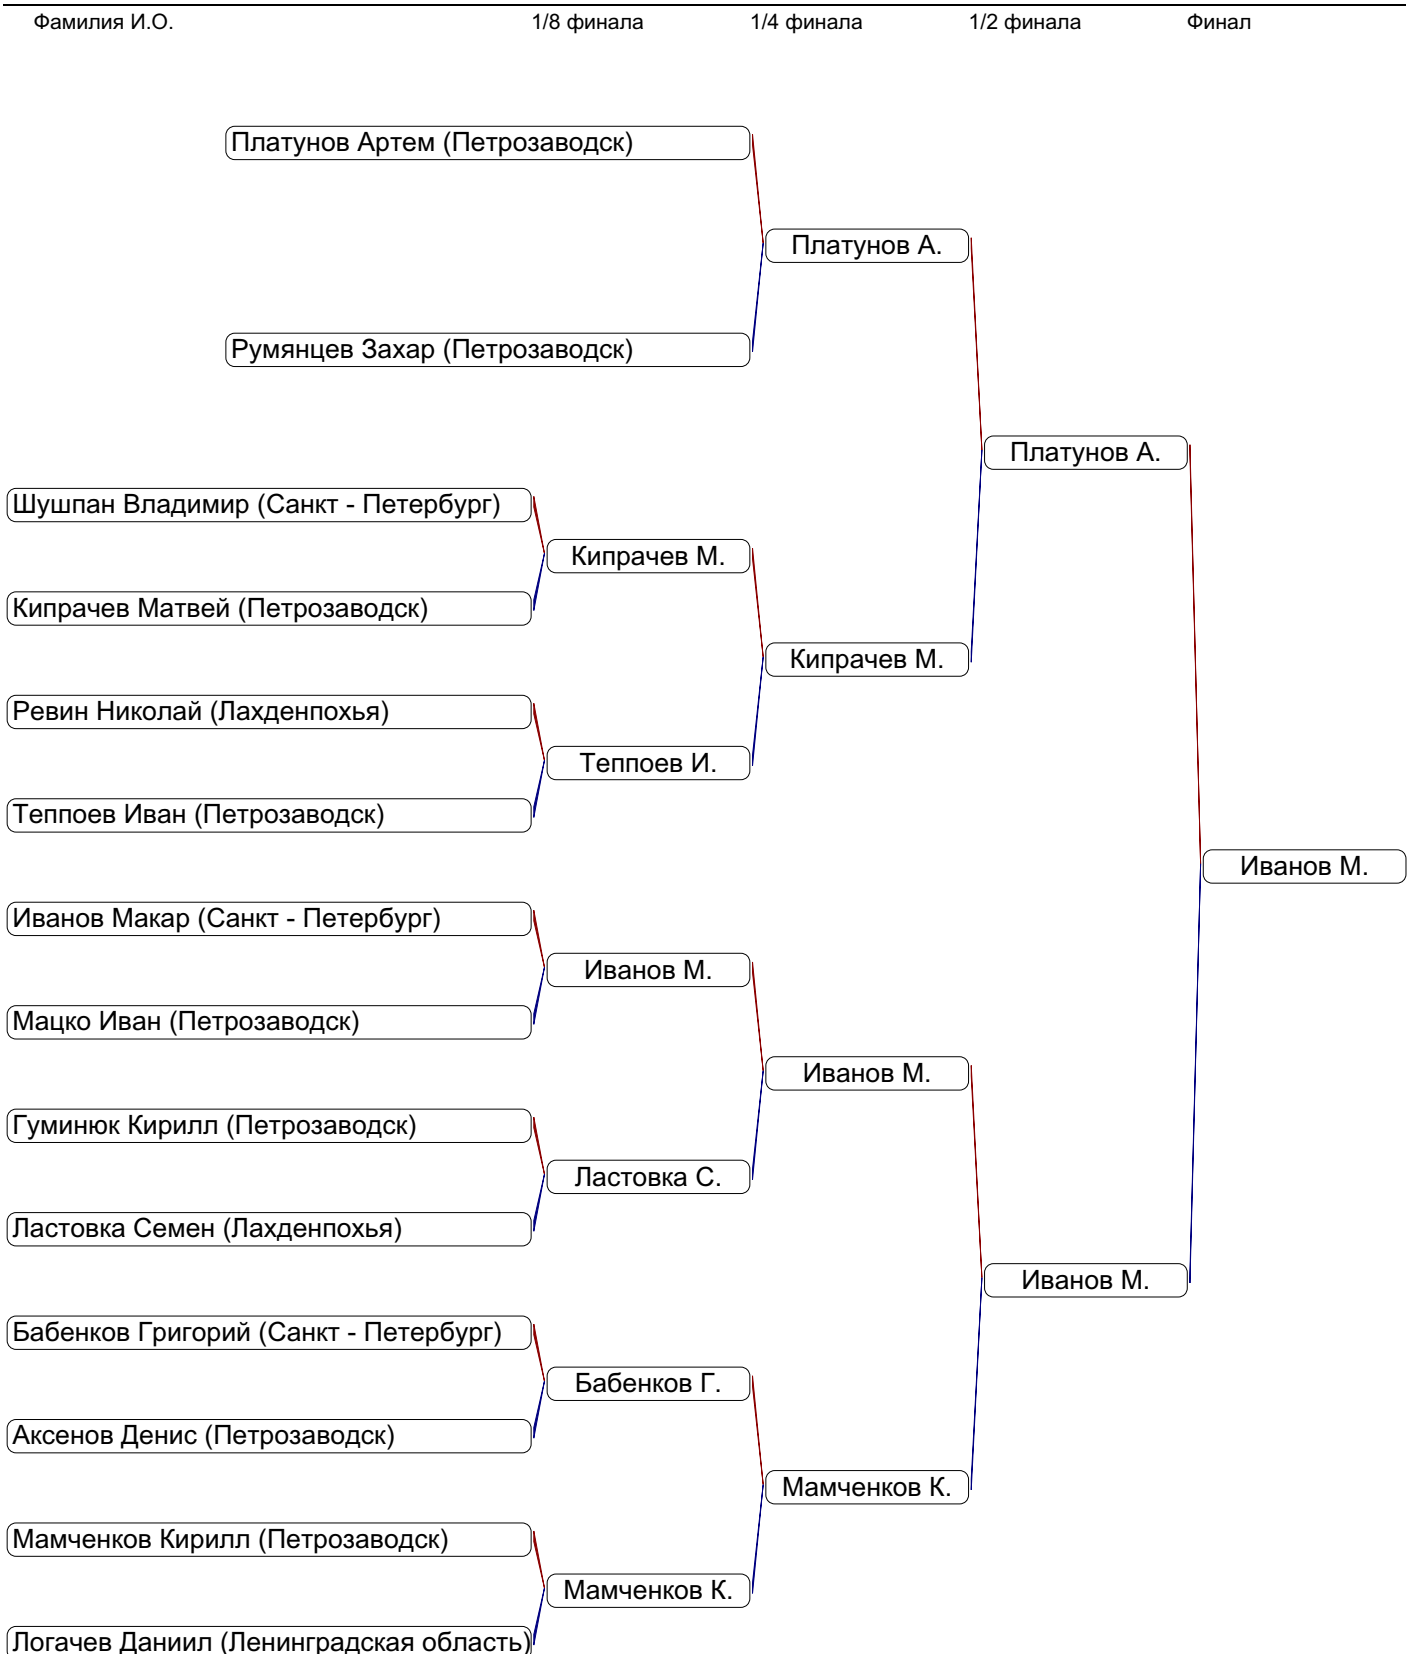 Фамилия И.О. 1/8 финала 1/4 финала 1/2 финала Финал
Платунов Артем (Петрозаводск)
Платунов А.
Румянцев Захар (Петрозаводск)
Платунов А.
Шушпан Владимир (Санкт - Петербург)
Кипрачев М.
Кипрачев Матвей (Петрозаводск)
Кипрачев М.
Ревин Николай (Лахденпохья)
Теппоев И.
Теппоев Иван (Петрозаводск)
Иванов М.
Иванов Макар (Санкт - Петербург)
Иванов М.
Мацко Иван (Петрозаводск)
Иванов М.
Гуминюк Кирилл (Петрозаводск)
Ластовка С.
Ластовка Семен (Лахденпохья)
Иванов М.
Бабенков Григорий (Санкт - Петербург)
Бабенков Г.
Аксенов Денис (Петрозаводск)
Мамченков К.
Мамченков Кирилл (Петрозаводск)
Мамченков К.
Логачев Даниил (Ленинградская область)